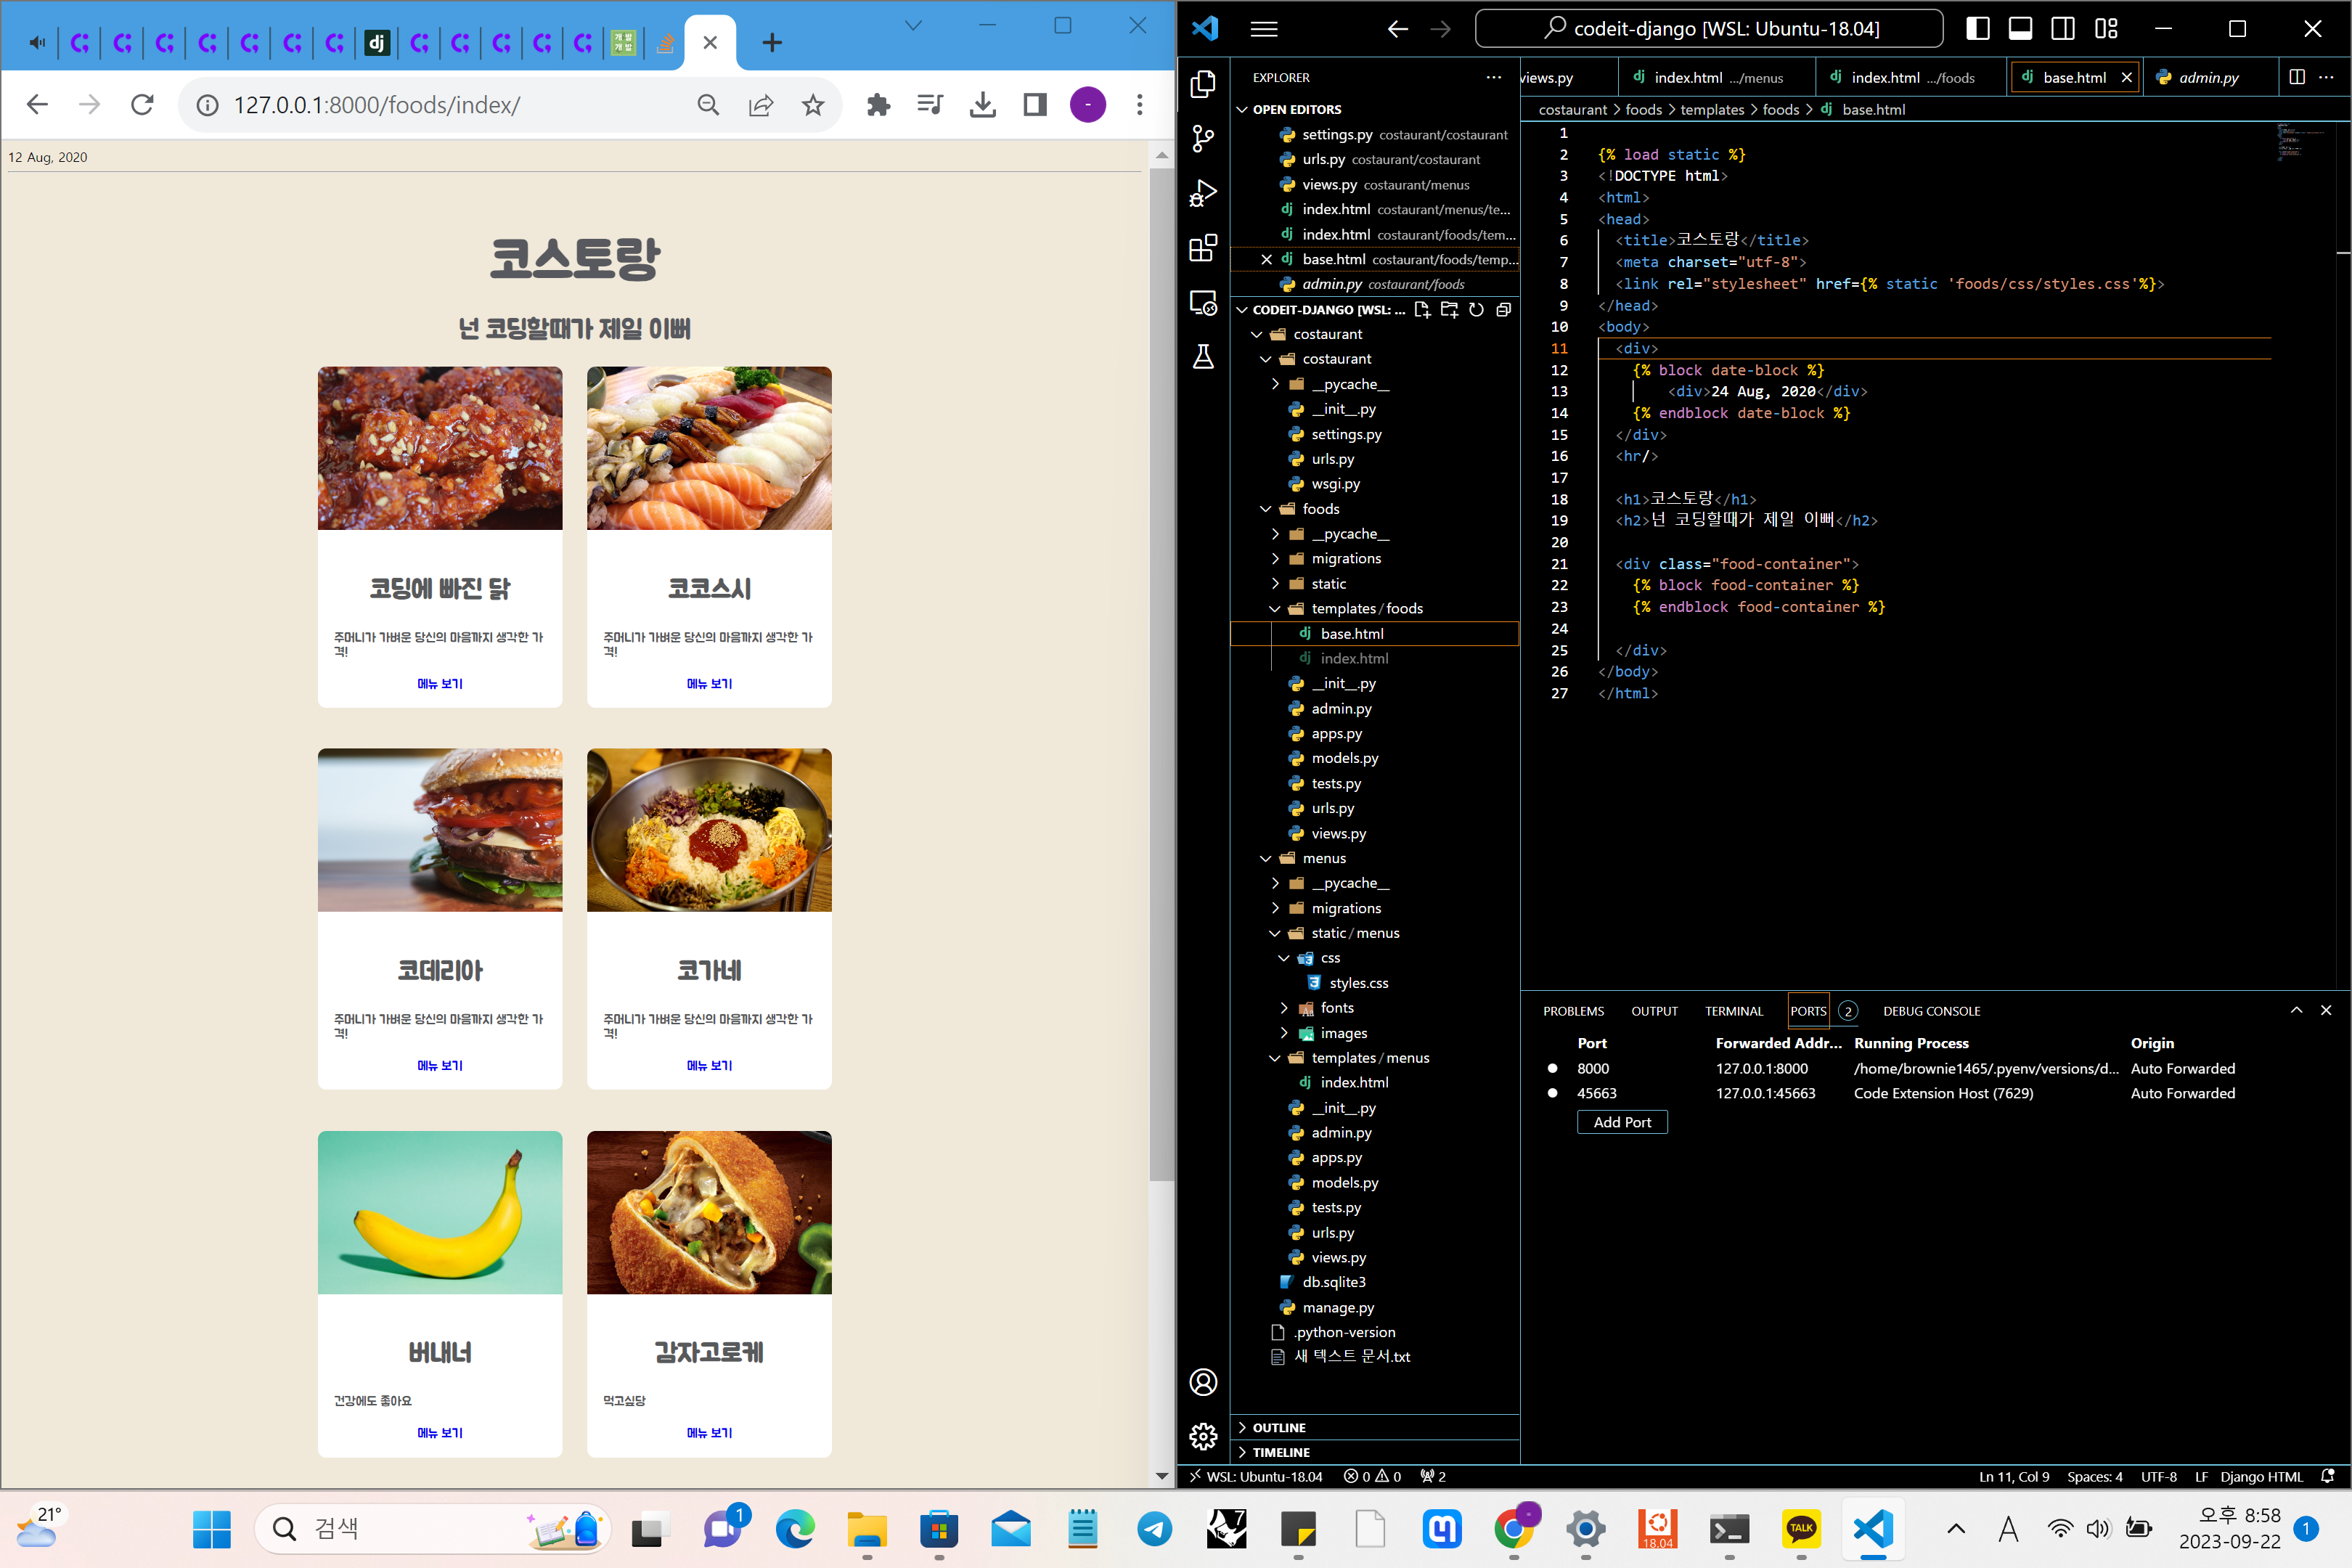 127.0.0.1:8000/foods/index/
12 Aug, 2020
코스토랑
넌 코딩할때가 제일 이뻐
코딩에 빠진 닭
주머니가 가벼운 당신의 마음까지 생각한 가
격!
메뉴 보기
코코스시
주머니가 가벼운 당신의 마음까지 생각한 가
격!
메뉴 보기
코데리아
주머니가 가벼운 당신의 마음까지 생각한 가
격!
메뉴 보기
코가네
주머니가 가벼운 당신의 마음까지 생각한 가
격!
메뉴 보기
버내너
건강에도 좋아요
메뉴 보기
감자고로케
먹고싶당
메뉴 보기
codeit-django [WSL: Ubuntu-18.04]
EXPLORER
OPEN EDITORS
settings.py costaurant/costaurant
urls.py costaurant/costaurant
views.py costaurant/menus
index.html costaurant/menus/te...
index.html costaurant/foods/tem...
base.html costaurant/foods/temp...
admin.py costaurant/foods
CODEIT-DJANGO [WSL: ...
costaurant
costaurant
__pycache__
__init__.py
settings.py
urls.py
wsgi.py
foods
__pycache__
migrations
static
templates/foods
base.html
index.html
__init__.py
admin.py
apps.py
models.py
tests.py
urls.py
views.py
menus
__pycache__
migrations
static/menus
css
styles.css
fonts
images
templates/menus
index.html
__init__.py
admin.py
apps.py
models.py
tests.py
urls.py
views.py
db.sqlite3
manage.py
.python-version
새 텍스트 문서.txt
OUTLINE
TIMELINE
views.py index.html .../menus index.html .../foods base.html admin.py
costaurant > foods > templates > foods > base.html
1
2 {% load static %}
3 <!DOCTYPE html>
4 <html>
5 <head>
6 <title>코스토랑</title>
7 <meta charset="utf-8">
8 <link rel="stylesheet" href={% static 'foods/css/styles.css'%}>
9 </head>
10 <body>
11 <div>
12 {% block date-block %}
13 <div>24 Aug, 2020</div>
14 {% endblock date-block %}
15 </div>
16 <hr/>
17
18 <h1>코스토랑</h1>
19 <h2>넌 코딩할때가 제일 이뻐</h2>
20
21 <div class="food-container">
22 {% block food-container %}
23 {% endblock food-container %}
24
25 </div>
26 </body>
27 </html>
PROBLEMS OUTPUT TERMINAL PORTS 2 DEBUG CONSOLE
Port Forwarded Addr... Running Process Origin
8000 127.0.0.1:8000 /home/brownie1465/.pyenv/versions/d... Auto Forwarded
45663 127.0.0.1:45663 Code Extension Host (7629) Auto Forwarded
Add Port
WSL: Ubuntu-18.04 0 0 2 Ln 11, Col 9 Spaces: 4 UTF-8 LF Django HTML
21°
검색
1
7
18.04
TALK
A
오후 8:58
2023-09-22
1